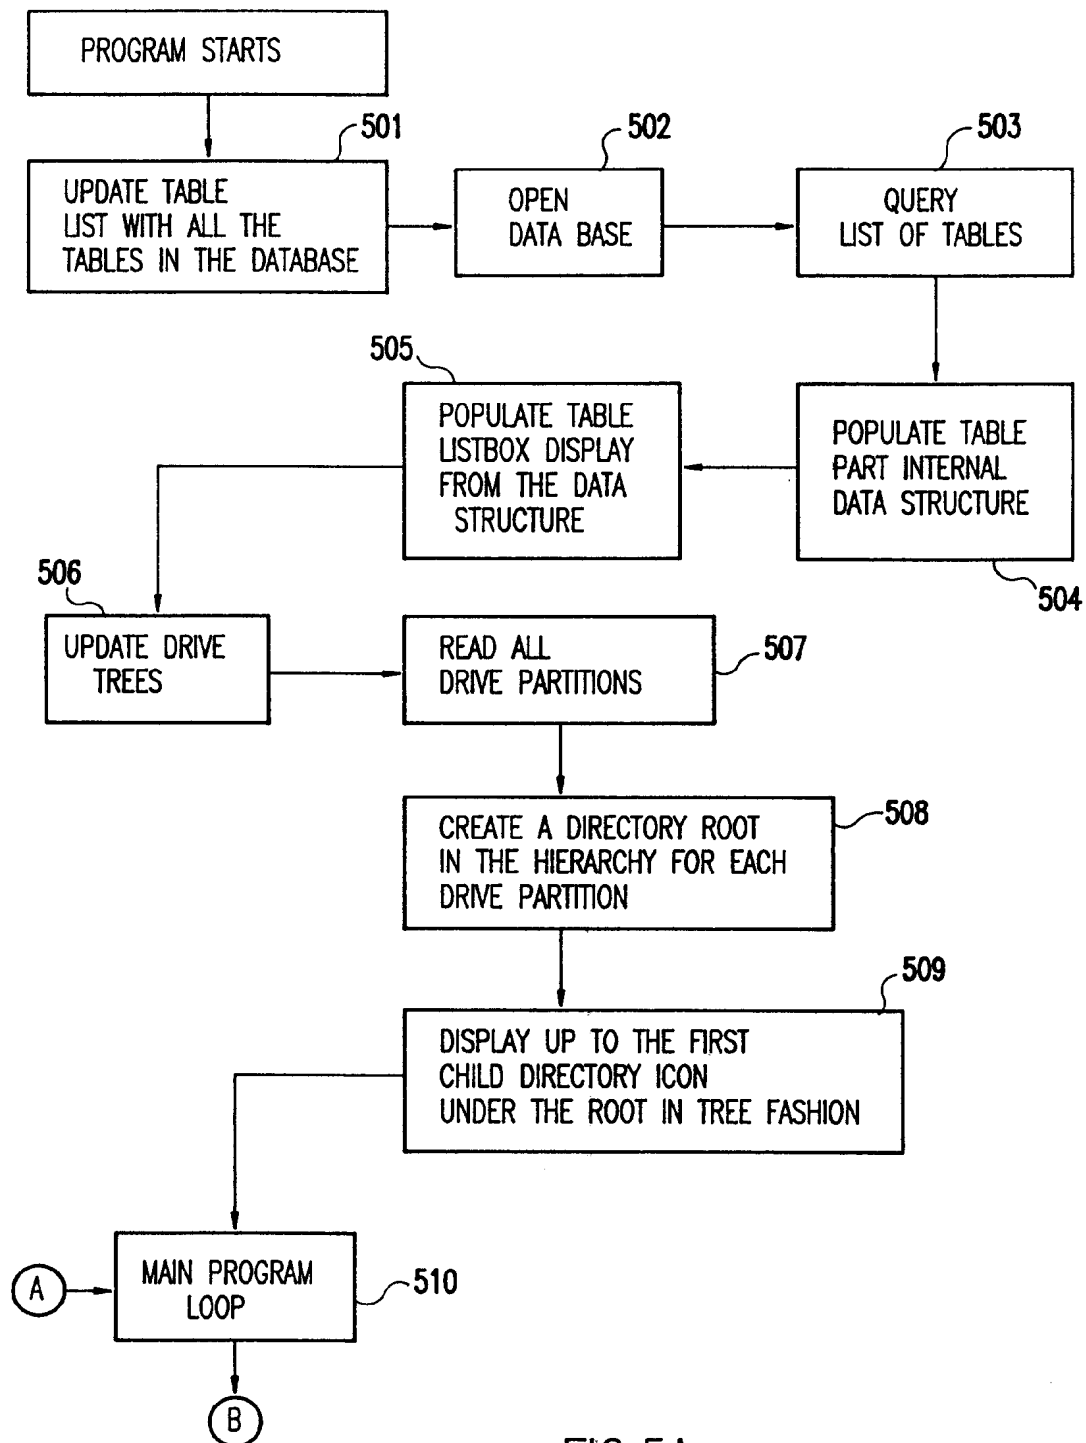 PROGRAM STARTS
501
UPDATE TABLE
LIST WITH ALL THE
TABLES IN THE DATABASE
502
OPEN
DATA BASE
503
QUERY
LIST OF TABLES
504
POPULATE TABLE
PART INTERNAL
DATA STRUCTURE
505
POPULATE TABLE
LISTBOX DISPLAY
FROM THE DATA
STRUCTURE
506
UPDATE DRIVE
TREES
507
READ ALL
DRIVE PARTITIONS
508
CREATE A DIRECTORY ROOT
IN THE HIERARCHY FOR EACH
DRIVE PARTITION
509
DISPLAY UP TO THE FIRST
CHILD DIRECTORY ICON
UNDER THE ROOT IN TREE FASHION
A
MAIN PROGRAM
LOOP
510
B